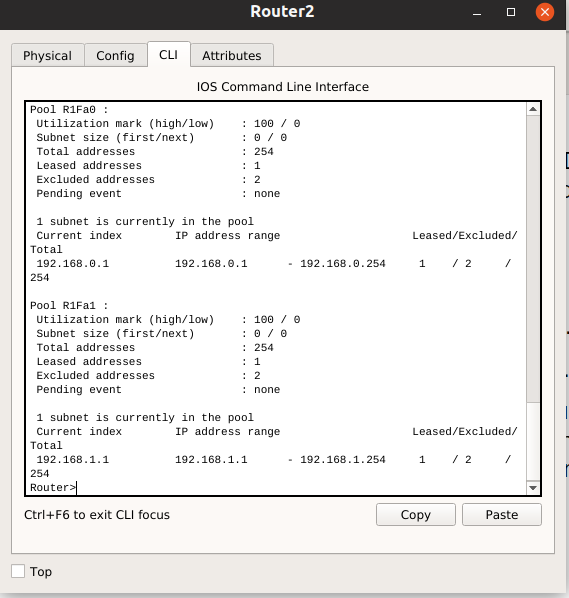 Router2
Physical Config CLI Attributes
IOS Command Line Interface
Pool R1Fa0 :
Utilization mark (high/low) : 100 / 0
Subnet size (first/next) : 0 / 0
Total addresses : 254
Leased addresses : 1
Excluded addresses : 2
Pending event : none
1 subnet is currently in the pool
Current index IP address range Leased/Excluded/
Total
192.168.0.1 192.168.0.1 - 192.168.0.254 1 / 2 /
254
Pool R1Fa1 :
Utilization mark (high/low) : 100 / 0
Subnet size (first/next) : 0 / 0
Total addresses : 254
Leased addresses : 1
Excluded addresses : 2
Pending event : none
1 subnet is currently in the pool
Current index IP address range Leased/Excluded/
Total
192.168.1.1 192.168.1.1 - 192.168.1.254 1 / 2 /
254
Router>
Ctrl+F6 to exit CLI focus
Copy Paste
Top